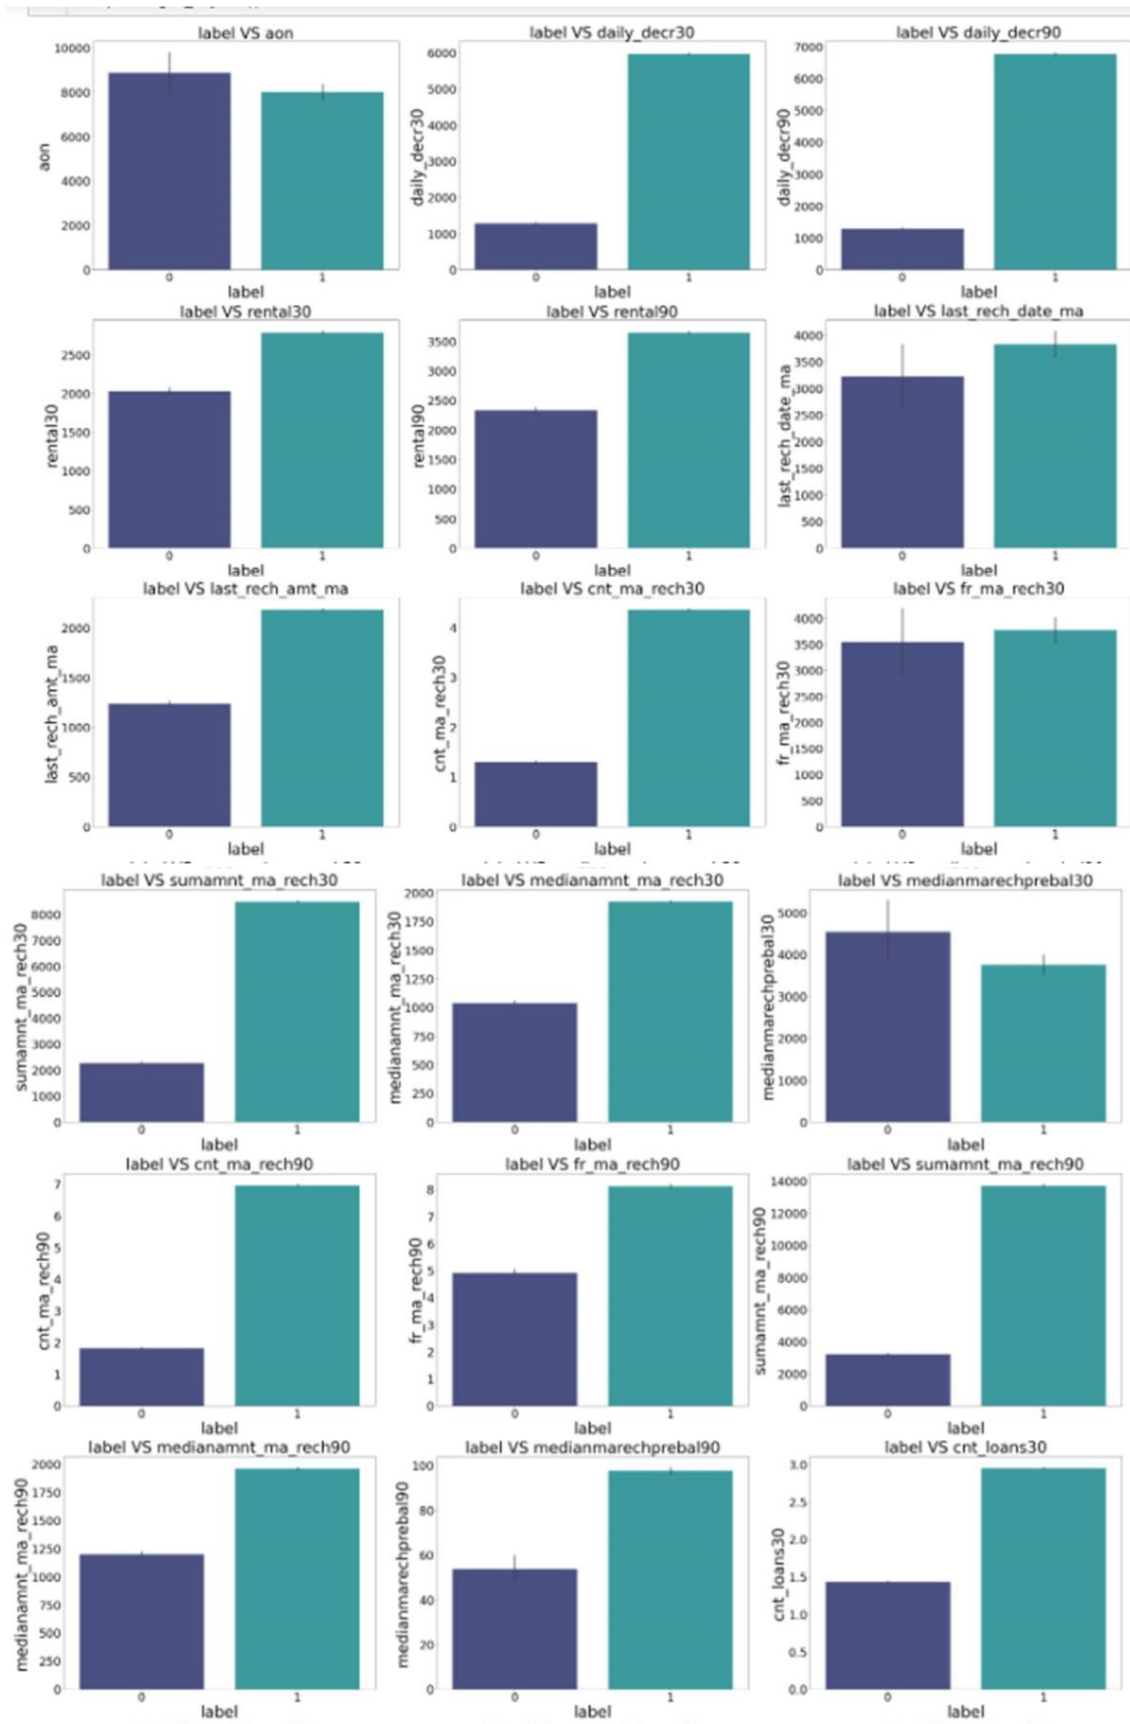 label VS aon
label VS daily_decr30
label VS daily_decr90
10000
8000
6000
4000
2000
0
aon
0 1
label
6000
5000
4000
3000
2000
1000
0
daily_decr30
0 1
label
7000
6000
5000
4000
3000
2000
1000
0
daily_decr90
0 1
label
label VS rental30
label VS rental90
label VS last_rech_date_ma
2500
2000
1500
1000
500
0
rental30
0 1
label
3500
3000
2500
2000
1500
1000
500
0
rental90
0 1
label
4000
3500
3000
2500
2000
1500
1000
500
0
last_rech_date_ma
0 1
label
label VS last_rech_amt_ma
label VS cnt_ma_rech30
label VS fr_ma_rech30
2000
1500
1000
500
0
last_rech_amt_ma
0 1
label
4
3
2
1
0
cnt_ma_rech30
0 1
label
4000
3500
3000
2500
2000
1500
1000
500
0
fr_ma_rech30
0 1
label
label VS sumamnt_ma_rech30
label VS medianamnt_ma_rech30
label VS medianmarechprebal30
8000
7000
6000
5000
4000
3000
2000
1000
0
sumamnt_ma_rech30
0 1
label
2000
1750
1500
1250
1000
750
500
250
0
medianamnt_ma_rech30
0 1
label
5000
4000
3000
2000
1000
0
medianmarechprebal30
0 1
label
label VS cnt_ma_rech90
label VS fr_ma_rech90
label VS sumamnt_ma_rech90
7
6
5
4
3
2
1
0
cnt_ma_rech90
0 1
label
8
7
6
5
4
3
2
1
0
fr_ma_rech90
0 1
label
14000
12000
10000
8000
6000
4000
2000
0
sumamnt_ma_rech90
0 1
label
label VS medianamnt_ma_rech90
label VS medianmarechprebal90
label VS cnt_loans30
2000
1750
1500
1250
1000
750
500
250
0
medianamnt_ma_rech90
0 1
label
100
80
60
40
20
0
medianmarechprebal90
0 1
label
3.0
2.5
2.0
1.5
1.0
0.5
0.0
cnt_loans30
0 1
label